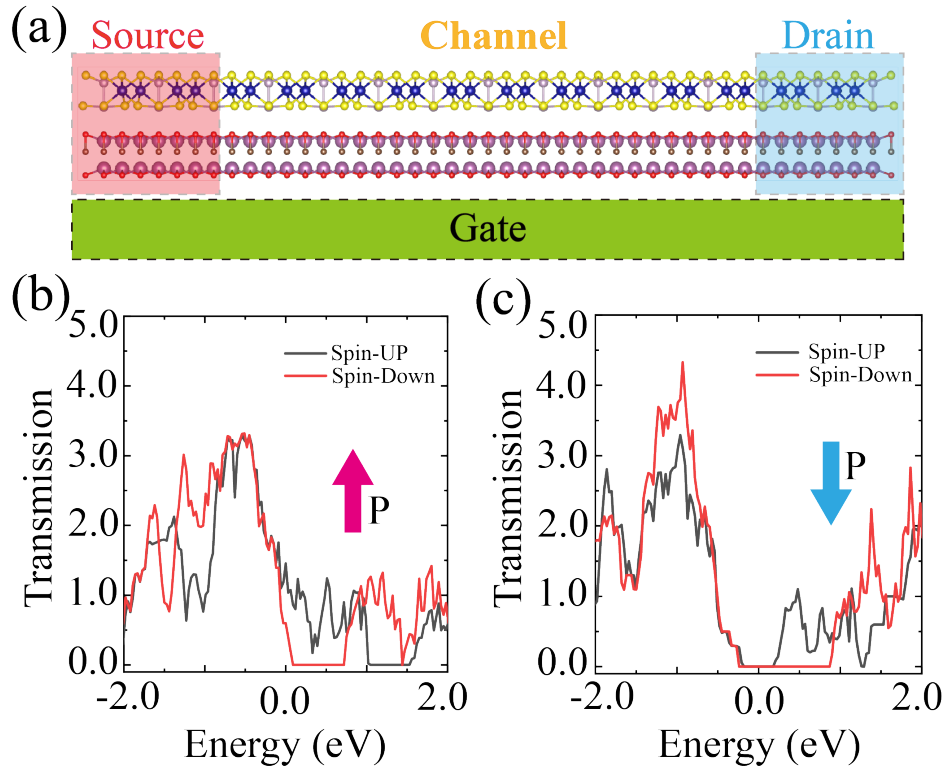 (a)
Source Channel Drain
Gate
(b)
5.0
4.0
3.0
2.0
1.0
0.0
-2.0 0.0 2.0
Transmission
Energy (eV)
Spin-UP
Spin-Down
P
(c)
5.0
4.0
3.0
2.0
1.0
0.0
-2.0 0.0 2.0
Transmission
Energy (eV)
Spin-UP
Spin-Down
P